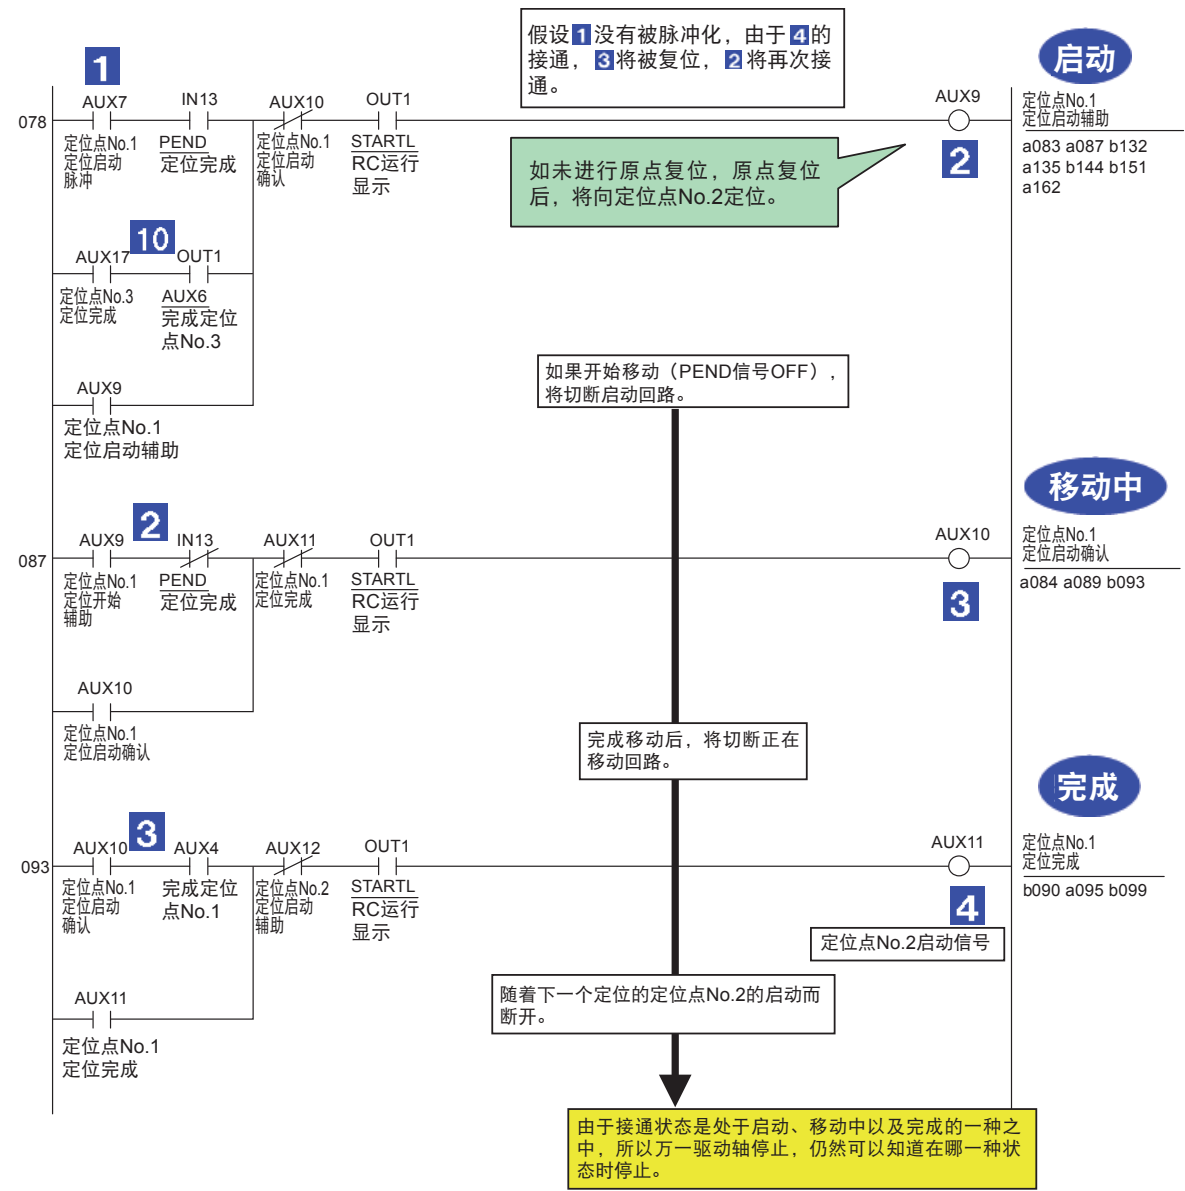 假设1没有被脉冲化，由于4的
接通，3将被复位，2将再次接
通。
启动
1
AUX7
IN13
AUX10
OUT1
AUX9
定位点No.1
定位启动辅助
078
定位点No.1
定位启动
脉冲
PEND
定位完成
定位点No.1
定位启动
确认
STARTL
RC运行
显示
2
a083 a087 b132
a135 b144 b151
a162
如未进行原点复位，原点复位
后，将向定位点No.2定位。
10
AUX17
OUT1
定位点No.3
定位完成
AUX6
完成定位
点No.3
如果开始移动（PEND信号OFF），
将切断启动回路。
AUX9
定位点No.1
定位启动辅助
移动中
2
AUX9
IN13
AUX11
OUT1
AUX10
定位点No.1
定位启动确认
087
定位点No.1
定位开始
辅助
PEND
定位完成
定位点No.1
定位完成
STARTL
RC运行
显示
3
a084 a089 b093
AUX10
定位点No.1
定位启动确认
完成移动后，将切断正在
移动回路。
完成
3
AUX10
AUX4
AUX12
OUT1
AUX11
定位点No.1
定位完成
093
定位点No.1
定位启动
确认
完成定位
点No.1
定位点No.2
定位启动
辅助
STARTL
RC运行
显示
4
b090 a095 b099
定位点No.2启动信号
AUX11
定位点No.1
定位完成
随着下一个定位的定位点No.2的启动而
断开。
由于接通状态是处于启动、移动中以及完成的一种之
中，所以万一驱动轴停止，仍然可以知道在哪一种状
态时停止。